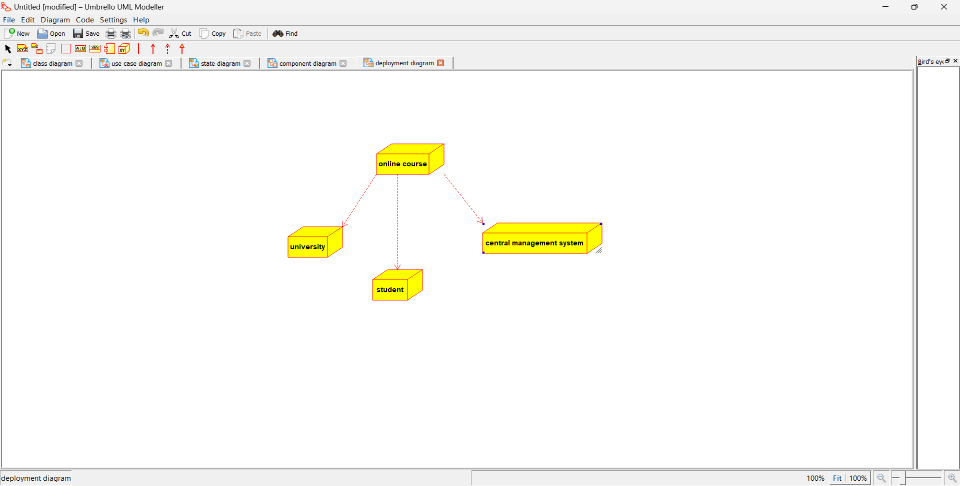 Untitled [modified] – Umbrello UML Modeller
File Edit Diagram Code Settings Help
New Open Save Cut Copy Paste Find
class diagram use case diagram state diagram component diagram deployment diagram
Bird's eye
online course
university
central management system
student
deployment diagram
100% Fit 100%